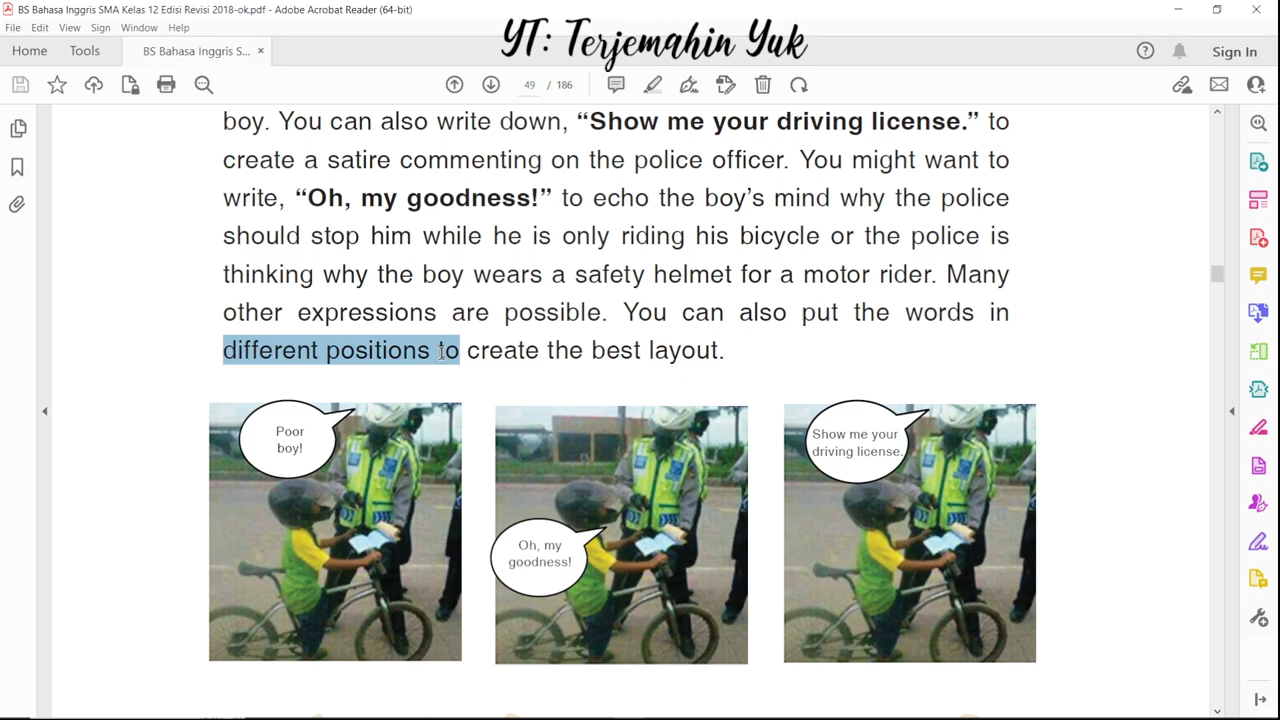 BS Bahasa Inggris SMA Kelas 12 Edisi Revisi 2018-ok.pdf - Adobe Acrobat Reader (64-bit)
YT: Terjemahin Yuk
File Edit View Sign Window Help
Home Tools BS Bahasa Inggris S... × Sign In
49 / 186
boy. You can also write down, “Show me your driving license.” to
create a satire commenting on the police officer. You might want to
write, “Oh, my goodness!” to echo the boy’s mind why the police
should stop him while he is only riding his bicycle or the police is
thinking why the boy wears a safety helmet for a motor rider. Many
other expressions are possible. You can also put the words in
different positions to create the best layout.
Poor
boy!
Oh, my
goodness!
Show me your
driving license.